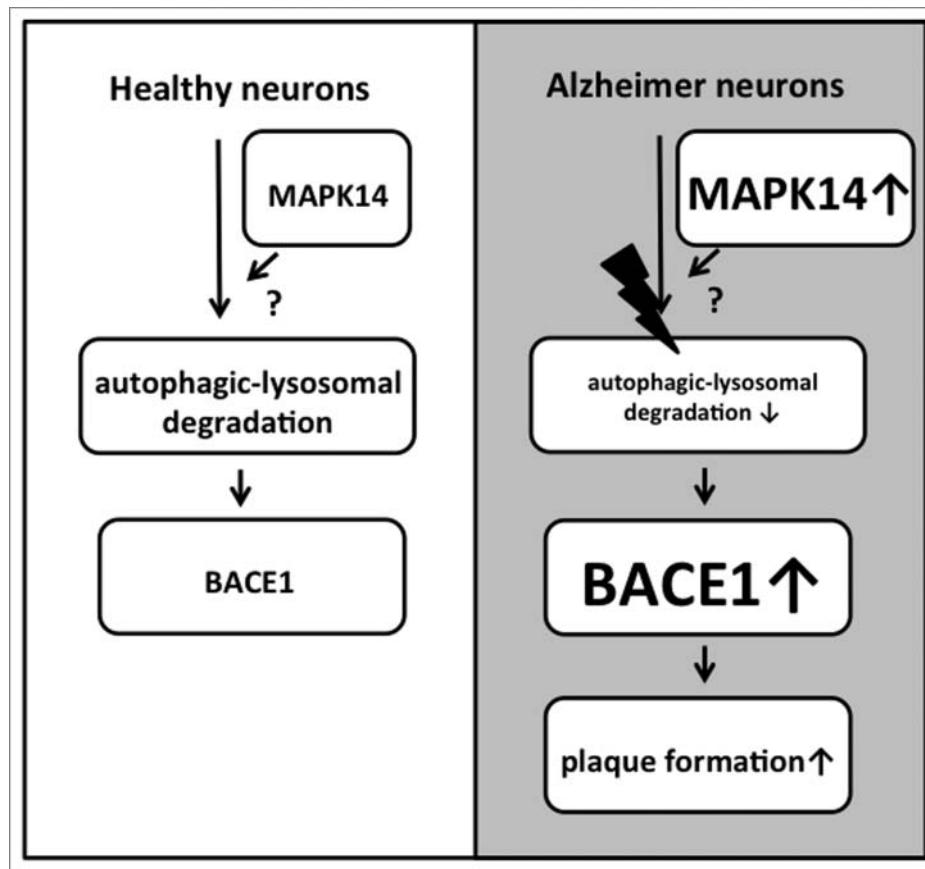 Healthy neurons
MAPK14
?
autophagic-lysosomal
degradation
BACE1
Alzheimer neurons
MAPK14↑
?
autophagic-lysosomal
degradation ↓
BACE1↑
plaque formation↑